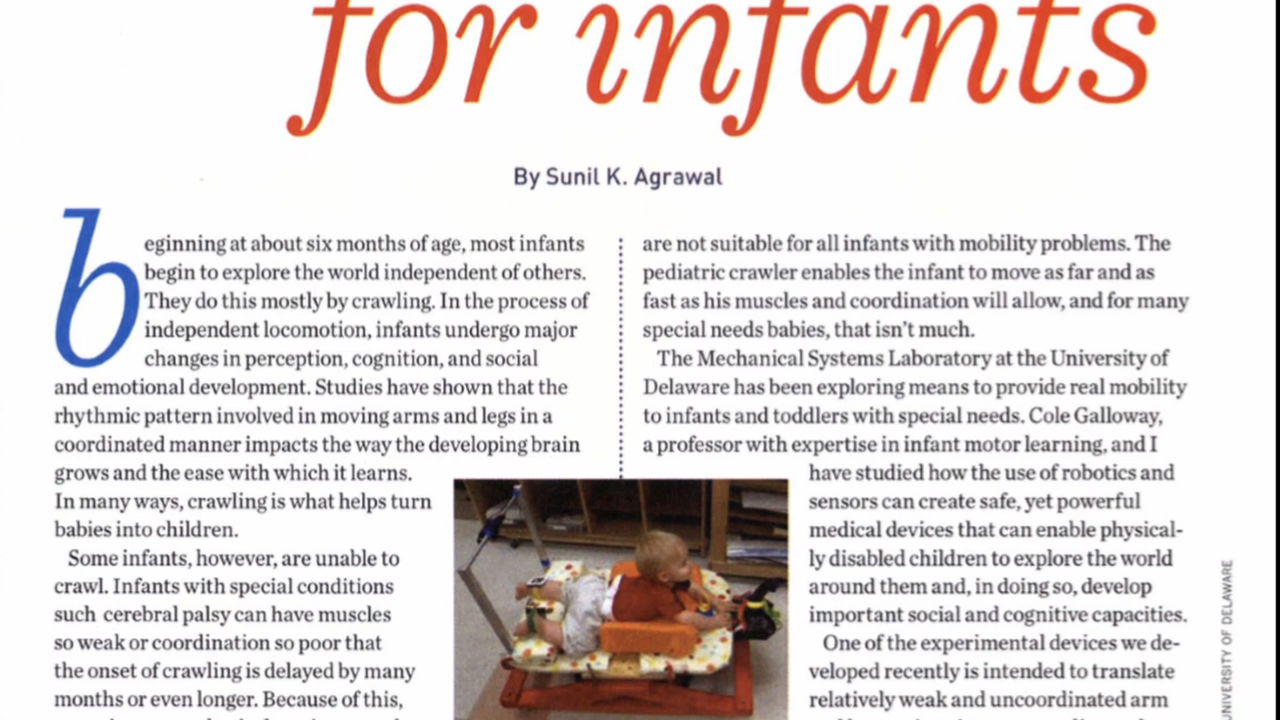 for infants
By Sunil K. Agrawal
beginning at about six months of age, most infants
begin to explore the world independent of others.
They do this mostly by crawling. In the process of
independent locomotion, infants undergo major
changes in perception, cognition, and social
and emotional development. Studies have shown that the
rhythmic pattern involved in moving arms and legs in a
coordinated manner impacts the way the developing brain
grows and the ease with which it learns.
In many ways, crawling is what helps turn
babies into children.
Some infants, however, are unable to
crawl. Infants with special conditions
such cerebral palsy can have muscles
so weak or coordination so poor that
the onset of crawling is delayed by many
months or even longer. Because of this,
are not suitable for all infants with mobility problems. The
pediatric crawler enables the infant to move as far and as
fast as his muscles and coordination will allow, and for many
special needs babies, that isn't much.
The Mechanical Systems Laboratory at the University of
Delaware has been exploring means to provide real mobility
to infants and toddlers with special needs. Cole Galloway,
a professor with expertise in infant motor learning, and I
have studied how the use of robotics and
sensors can create safe, yet powerful
medical devices that can enable physical-
ly disabled children to explore the world
around them and, in doing so, develop
important social and cognitive capacities.
One of the experimental devices we de-
veloped recently is intended to translate
relatively weak and uncoordinated arm
UNIVERSITY OF DELAWARE